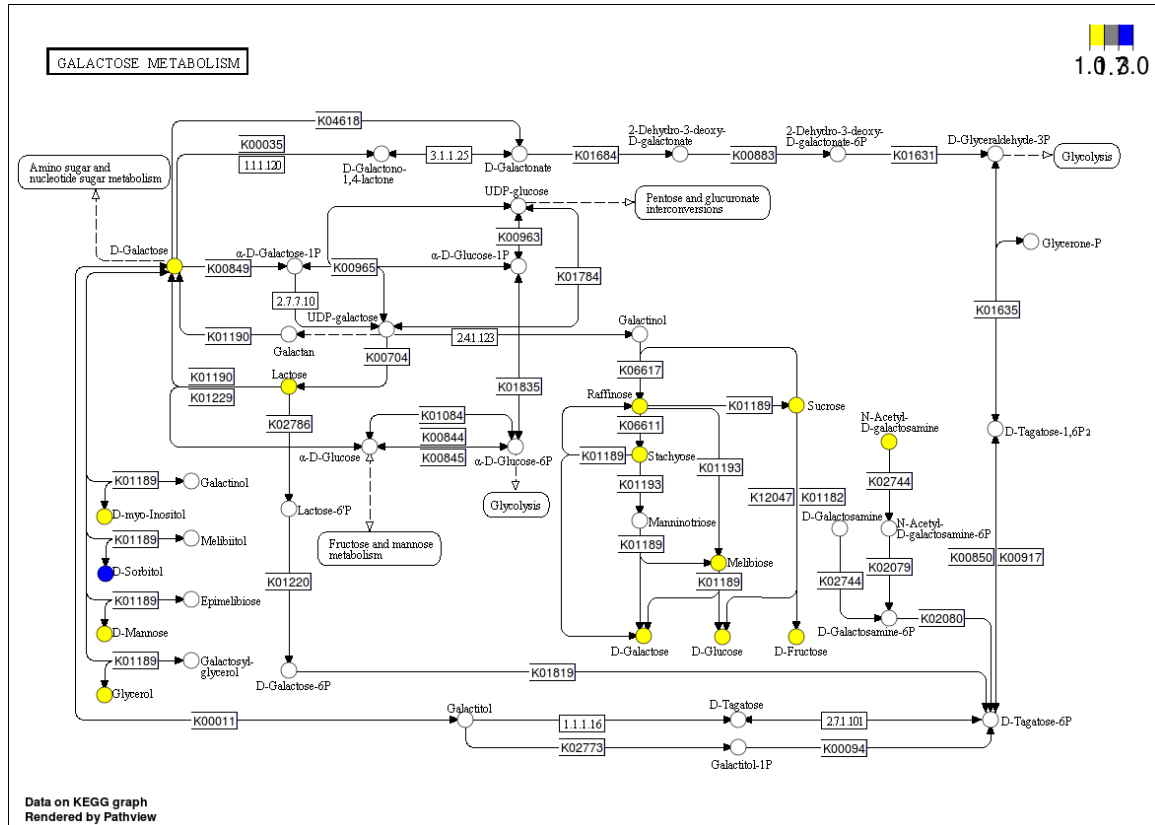 GALACTOSE METABOLISM
1.0
1.7
3.0
K04618
K00035
1.1.1.120
D-Galactono-
1,4-lactone
3.1.1.25
D-Galactonate
K01684
2-Dehydro-3-deoxy-
D-galactonate
K00883
2-Dehydro-3-deoxy-
D-galactonate-6P
K01631
D-Glyceraldehyde-3P
Glycolysis
Amino sugar and
nucleotide sugar metabolism
UDP-glucose
Pentose and glucuronate
interconversions
K00963
Glycerone-P
D-Galactose
K00849
α-D-Galactose-1P
K00965
α-D-Glucose-1P
K01784
2.7.7.10
UDP-galactose
K01635
K01190
Galactan
2.4.1.123
Galactinol
K00704
K01190
K01229
Lactose
K01835
K06617
K02786
Raffinose
K01189
Sucrose
N-Acetyl-
D-galactosamine
K01084
K00844
K00845
α-D-Glucose
α-D-Glucose-6P
K06611
D-Tagatose-1,6P2
K01189
Stachyose
K01193
K01193
K02744
K01189
Galactinol
D-myo-Inositol
Lactose-6'P
Glycolysis
K12047
K01182
Manninotriose
D-Galactosamine
N-Acetyl-
D-galactosamine-6P
K01189
Melibiitol
D-Sorbitol
Fructose and mannose
metabolism
K01189
Melibiose
K00850
K00917
K01220
K01189
K02744
K02079
K01189
Epimelibiose
D-Mannose
K02080
D-Galactosamine-6P
D-Galactose
D-Glucose
D-Fructose
K01189
Galactosyl-
glycerol
Glycerol
D-Galactose-6P
K01819
K00011
Galactitol
1.1.1.16
D-Tagatose
2.7.1.101
D-Tagatose-6P
K02773
Galactitol-1P
K00094
Data on KEGG graph
Rendered by Pathview